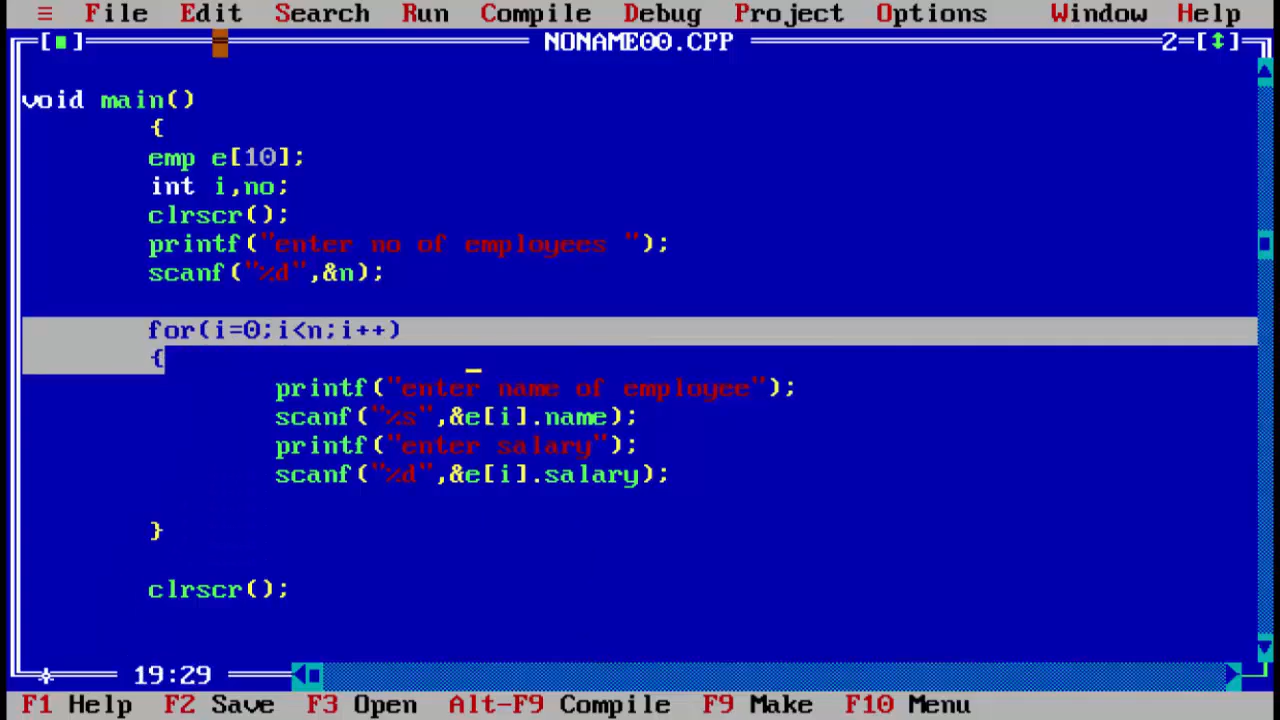 ≡ File Edit Search Run Compile Debug Project Options Window Help
[■] NONAME00.CPP 2=[↕]
void main()
{
emp e[10];
int i,no;
clrscr();
printf("enter no of employees ");
scanf("%d",&n);
for(i=0;i<n;i++)
{
printf("enter name of employee");
scanf("%s",&e[i].name);
printf("enter salary");
scanf("%d",&e[i].salary);
}
clrscr();
19:29
F1 Help F2 Save F3 Open Alt-F9 Compile F9 Make F10 Menu